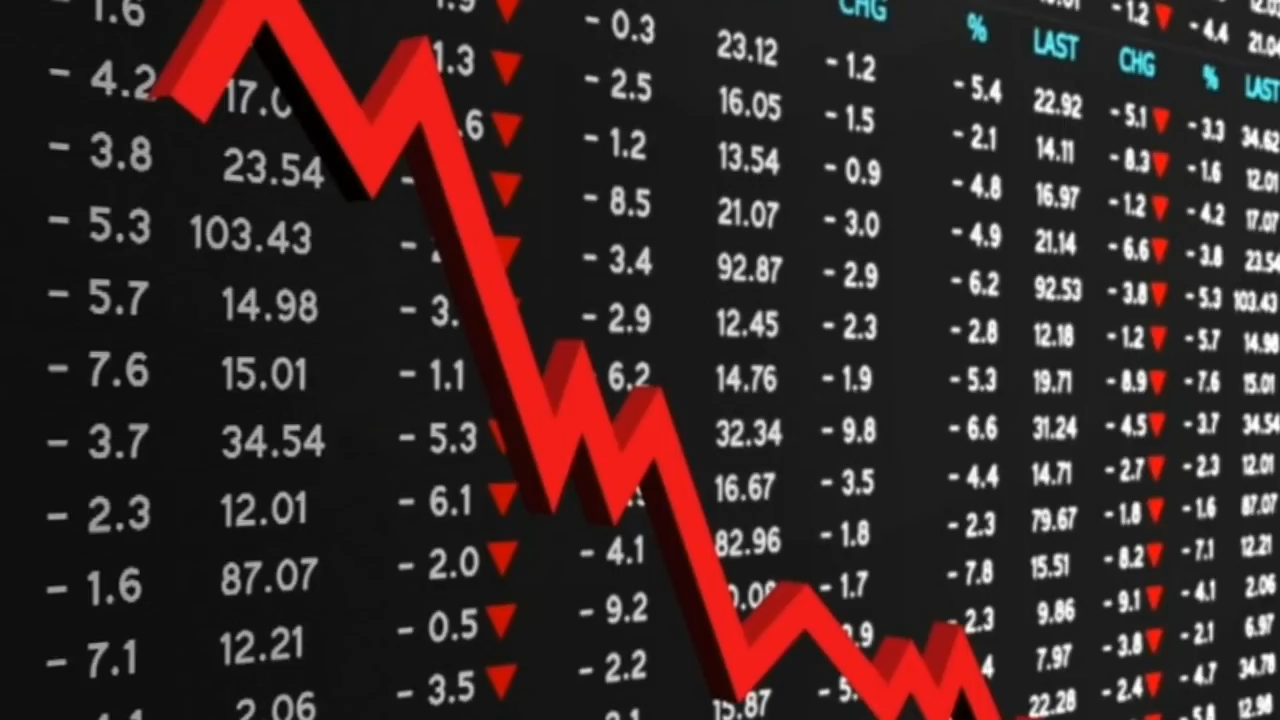 CHG
- 1.6 - 0.3 % - 1.2 - 4.4
- 4.2 23.12 - 1.2 LAST CHG % LAST
- 3.8 23.54 - 2.5 16.05 - 1.5 - 5.4 22.92 - 5.1 - 3.3 34.62
- 5.3 103.43 - 1.2 13.54 - 0.9 - 2.1 14.11 - 8.3 - 1.6 12.01
- 5.7 14.98 - 8.5 21.07 - 3.0 - 4.8 16.97 - 1.2 - 4.2 17.07
- 7.6 15.01 - 1.1 - 3.4 92.87 - 2.9 - 4.9 21.14 - 6.6 - 3.8 23.54
- 3.7 34.54 - 5.3 - 2.9 12.45 - 2.3 - 6.2 92.53 - 3.8 - 5.3 103.43
- 2.3 12.01 - 6.1 6.2 14.76 - 1.9 - 2.8 12.18 - 1.2 - 5.7 14.98
- 1.6 87.07 - 2.0 32.34 - 9.8 - 5.3 19.71 - 8.9 - 7.6 15.01
- 7.1 12.21 - 0.5 16.67 - 3.5 - 6.6 31.24 - 4.5 - 3.7 34.54
2.06 - 3.5 - 4.1 82.96 - 1.8 - 4.4 14.71 - 2.7 - 2.3 12.01
- 9.2 - 1.7 - 2.3 79.67 - 1.8 - 1.6 87.07
- 2.2 - 7.8 15.51 - 8.2 - 7.1 12.21
15.87 2.3 9.86 - 9.1 - 4.1 2.06
7.97 - 3.8 - 2.1 6.97
22.28 - 2.4 - 4.7 34.78
12.98